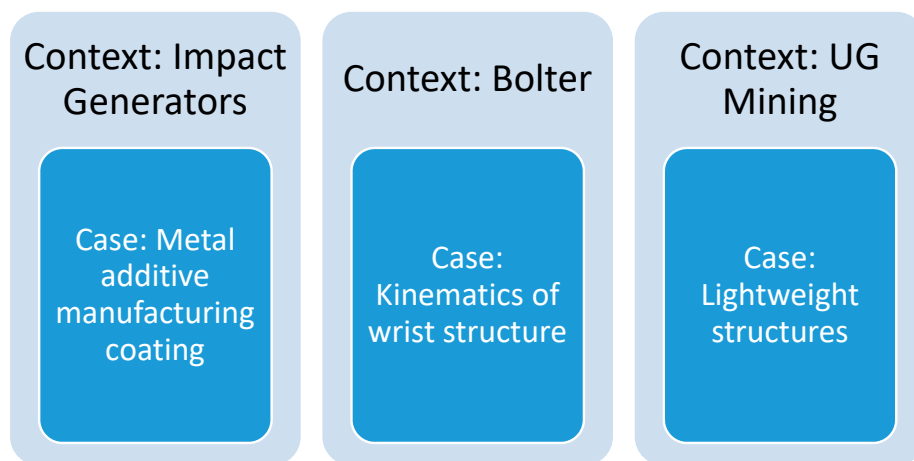 Context: Impact
Generators
Case: Metal
additive
manufacturing
coating
Context: Bolter
Case:
Kinematics of
wrist structure
Context: UG
Mining
Case:
Lightweight
structures